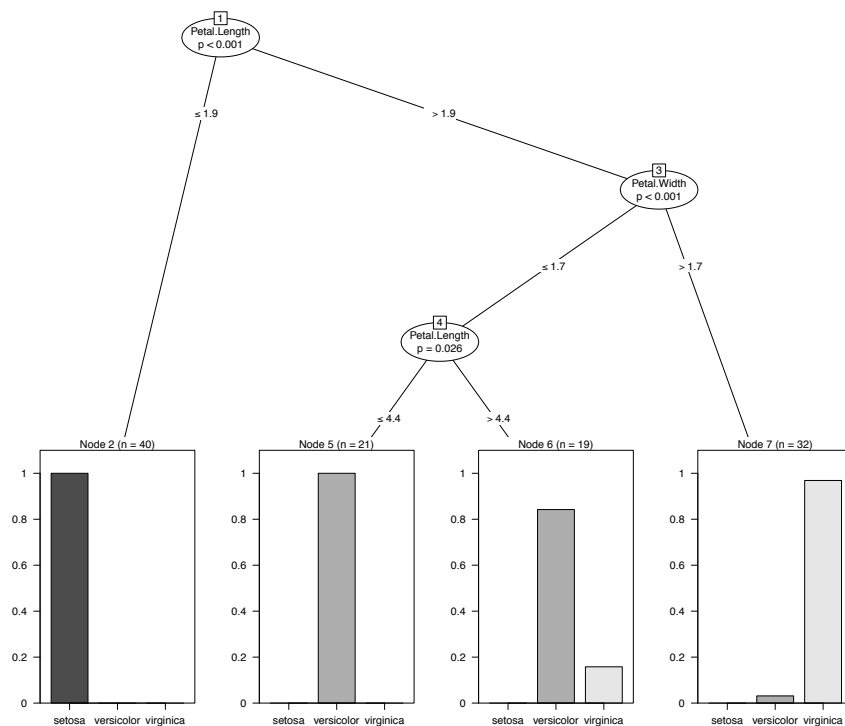 1
Petal.Length
p < 0.001
≤ 1.9
> 1.9
3
Petal.Width
p < 0.001
≤ 1.7
> 1.7
4
Petal.Length
p = 0.026
≤ 4.4
> 4.4
Node 2 (n = 40)
1
0.8
0.6
0.4
0.2
0
setosa versicolor virginica
Node 5 (n = 21)
1
0.8
0.6
0.4
0.2
0
setosa versicolor virginica
Node 6 (n = 19)
1
0.8
0.6
0.4
0.2
0
setosa versicolor virginica
Node 7 (n = 32)
1
0.8
0.6
0.4
0.2
0
setosa versicolor virginica